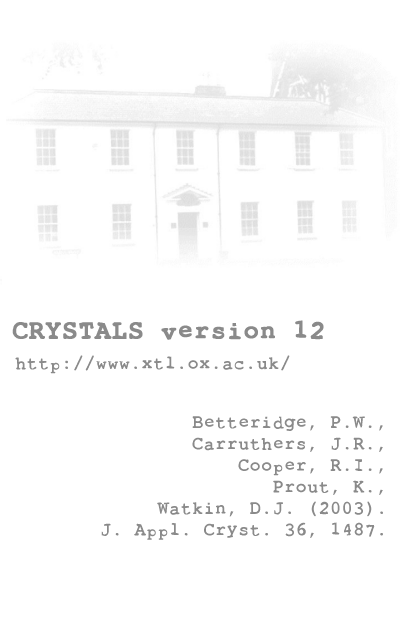 CRYSTALS version 12
http://www.xtl.ox.ac.uk/
Betteridge, P.W.,
Carruthers, J.R.,
Cooper, R.I.,
Prout, K.,
Watkin, D.J. (2003).
J. Appl. Cryst. 36, 1487.